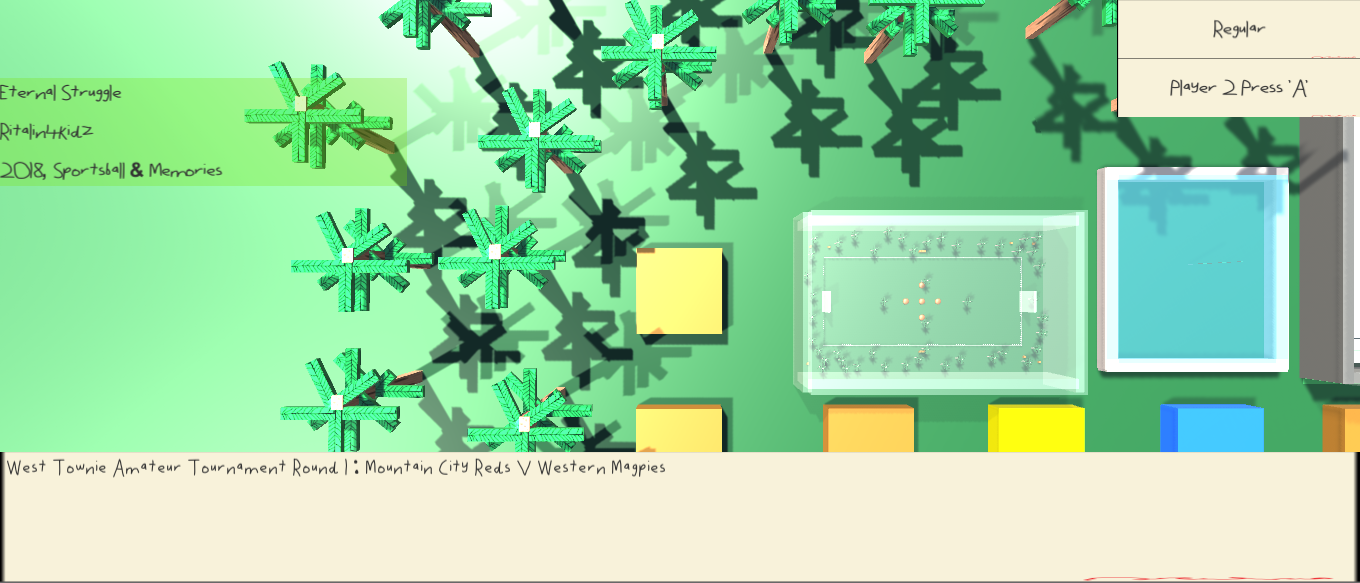 Regular
Player 2 Press 'A'
Eternal Struggle
Ritalin4Kidz
2018, Sportsball & Memories
West Townie Amateur Tournament Round 1: Mountain City Reds V Western Magpies